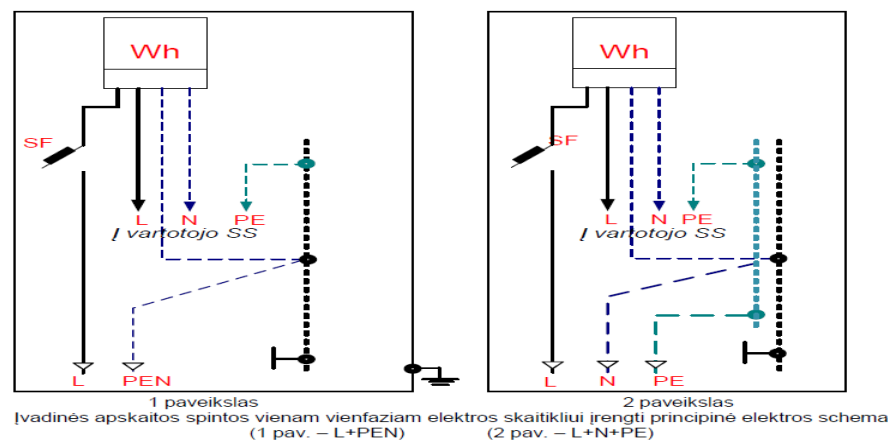 Wh
SF
L N PE
Į vartotojo SS
L PEN
1 paveikslas
Wh
SF
L N PE
Į vartotojo SS
L N PE
2 paveikslas
Įvadinės apskaitos spintos vienam vienfaziam elektros skaitikliui įrengti principinė elektros schema
(1 pav. – L+PEN) (2 pav. – L+N+PE)